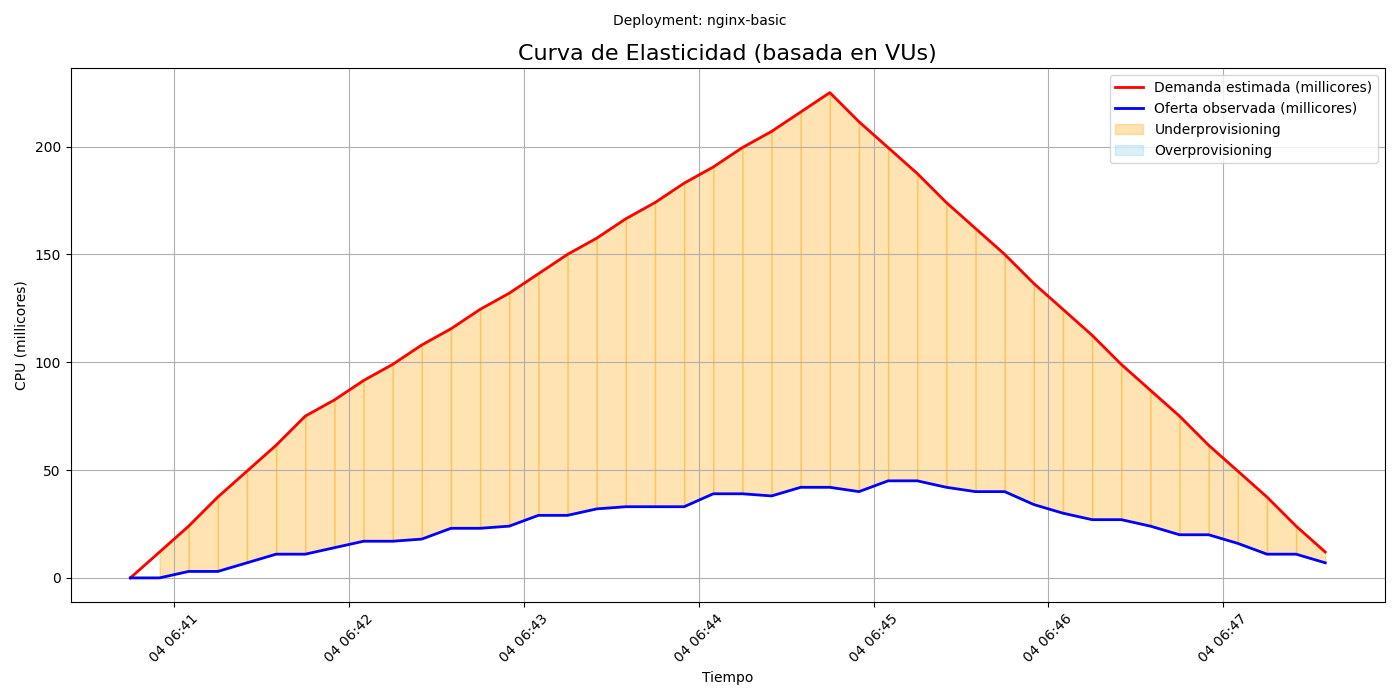 Deployment: nginx-basic
Curva de Elasticidad (basada en VUs)
Demanda estimada (millicores)
Oferta observada (millicores)
Underprovisioning
Overprovisioning
CPU (millicores)
200
150
100
50
0
04 06:41
04 06:42
04 06:43
04 06:44
04 06:45
04 06:46
04 06:47
Tiempo